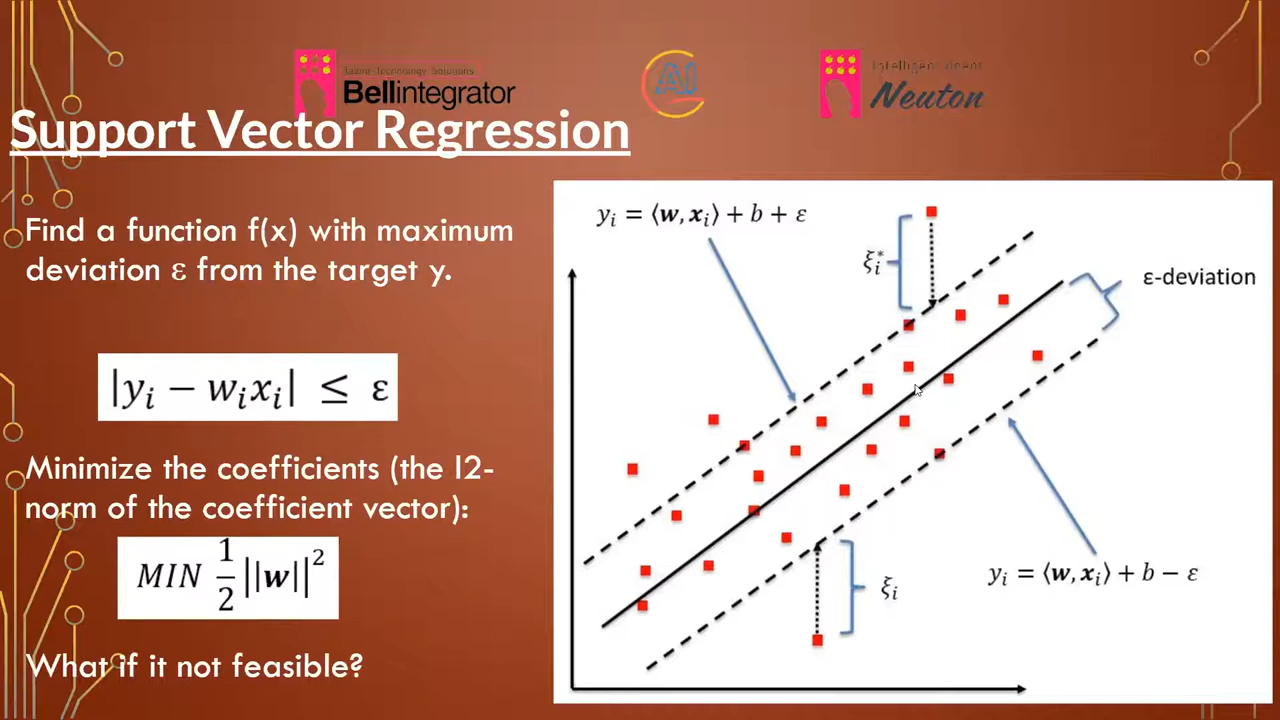 Bellintegrator
AI
Neuton
Support Vector Regression
Find a function f(x) with maximum
deviation ε from the target y.
|yᵢ − wᵢxᵢ| ≤ ε
Minimize the coefficients (the l2-
norm of the coefficient vector):
MIN 1/2 ||w||²
What if it not feasible?
yᵢ = ⟨w, xᵢ⟩ + b + ε
ξᵢ*
ε-deviation
yᵢ = ⟨w, xᵢ⟩ + b − ε
ξᵢ